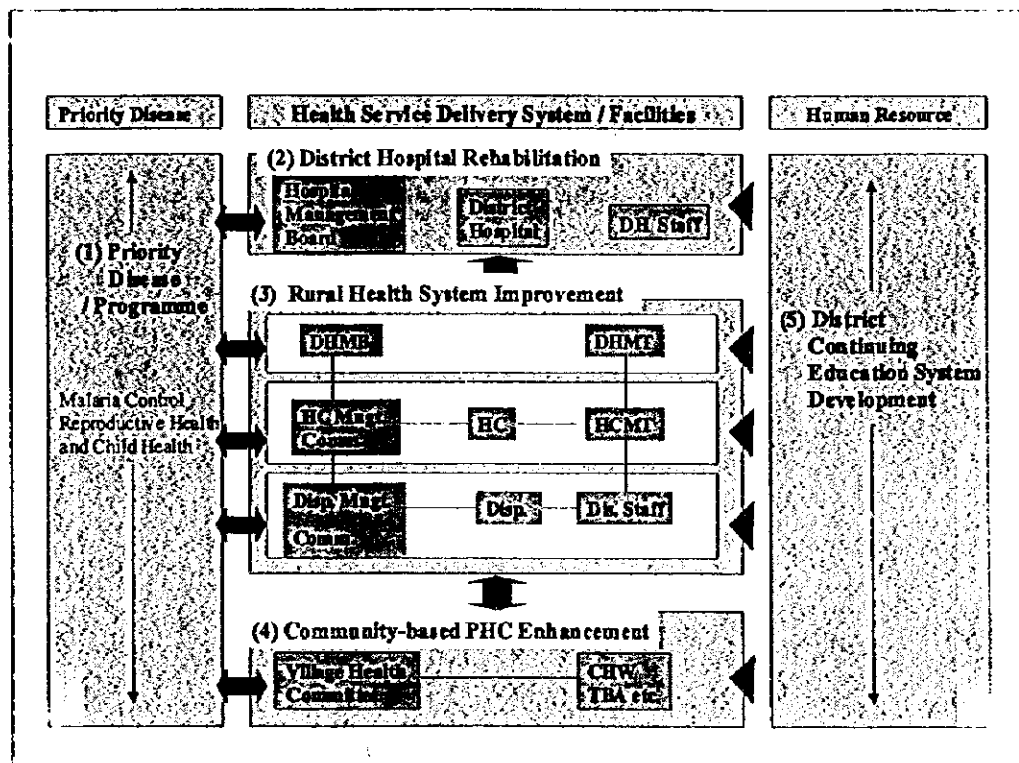 Priority Disease
Health Service Delivery System / Facilities
Human Resource
(2) District Hospital Rehabilitation
Hospital
Management
Board
District
Hospital
DH. Staff
(1) Priority
Disease
/ Programme
Malaria Control
Reproductive Health
and Child Health
(3) Rural Health System Improvement
DHMB
DHMT
HC Mngt.
Comm.
HC
HCMT
Disp. Mngt.
Comm.
Disp.
Dis. Staff
(5) District
Continuing
Education System
Development
(4) Community-based PHC Enhancement
Village Health
Committee
CHW
TBA etc